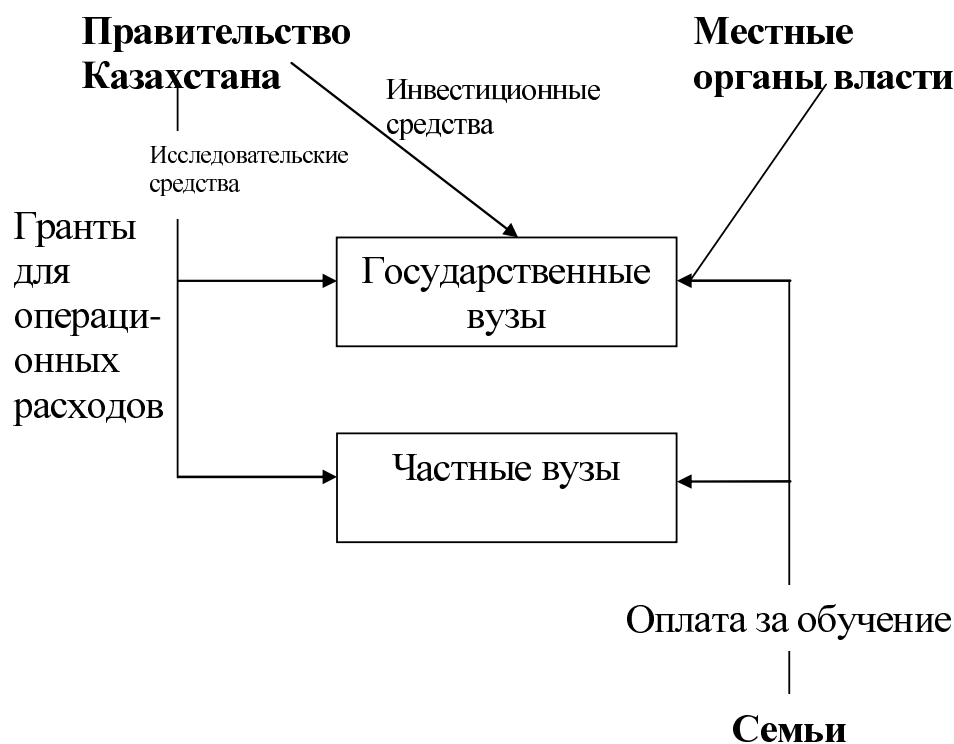 Правительство
Казахстана
Местные
органы власти
Инвестиционные
средства
Исследовательские
средства
Гранты
для
операци-
онных
расходов
Государственные
вузы
Частные вузы
Оплата за обучение
Семьи